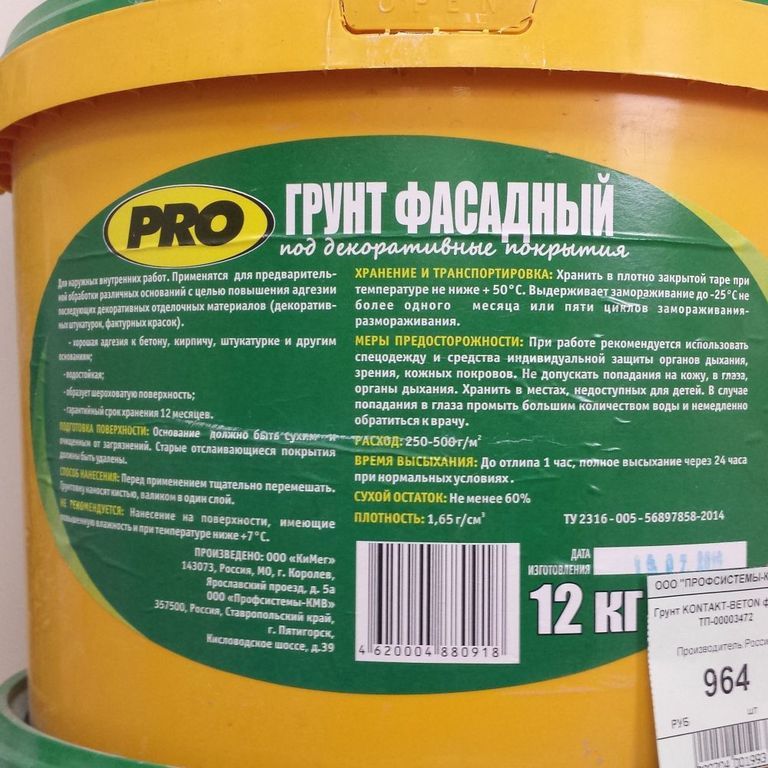 OPEN
PRO
ГРУНТ ФАСАДНЫЙ
под декоративные покрытия
Для наружных внутренних работ. Применятся для предваритель-
ной обработки различных оснований с целью повышения адгезии
последующих декоративных отделочных материалов (декоратив-
ных штукатурок, фактурных красок).
- хорошая адгезия к бетону, кирпичу, штукатурке и другим
основаниям;
-водостойкая;
-образует шероховатую поверхность;
-гарантийный срок хранения 12 месяцев.
ПОДГОТОВКА ПОВЕРХНОСТИ: Основание должно быть сухим и
очищенным от загрязнений. Старые отслаивающиеся покрытия
должны быть удалены.
СПОСОБ НАНЕСЕНИЯ: Перед применением тщательно перемешать.
Грунтовку наносят кистью, валиком в один слой.
НЕ РЕКОМЕНДУЕТСЯ: Нанесение на поверхности, имеющие
повышенную влажность и при температуре ниже +7°С.
ПРОИЗВЕДЕНО: ООО «КиМег»
143073, Россия, МО, г. Королев,
Ярославский проезд, д. 5а
ООО «Профсистемы-КМВ»
357500, Россия, Ставропольский край,
г. Пятигорск,
Кисловодское шоссе, д.39
ХРАНЕНИЕ И ТРАНСПОРТИРОВКА: Хранить в плотно закрытой таре при
температуре не ниже + 50°С. Выдерживает замораживание до -25°С не
более одного месяца или пяти циклов замораживания-
размораживания.
МЕРЫ ПРЕДОСТОРОЖНОСТИ: При работе рекомендуется использовать
спецодежду и средства индивидуальной защиты органов дыхания,
зрения, кожных покровов. Не допускать попадания на кожу, в глаза,
органы дыхания. Хранить в местах, недоступных для детей. В случае
попадания в глаза промыть большим количеством воды и немедленно
обратиться к врачу.
РАСХОД: 250-500 г/м²
ВРЕМЯ ВЫСЫХАНИЯ: До отлипа 1 час, полное высыхание через 24 часа
при нормальных условиях.
СУХОЙ ОСТАТОК: Не менее 60%
ПЛОТНОСТЬ: 1,65 г/см³
ТУ 2316 - 005 - 56897858-2014
ДАТА
ИЗГОТОВЛЕНИЯ
12 КГ
4 620004 880918
ООО "ПРОФСИСТЕМЫ-К
Грунт KONTAKT-BETON ф
ТП-00003472
Производитель Росси
964
РУБ
шт